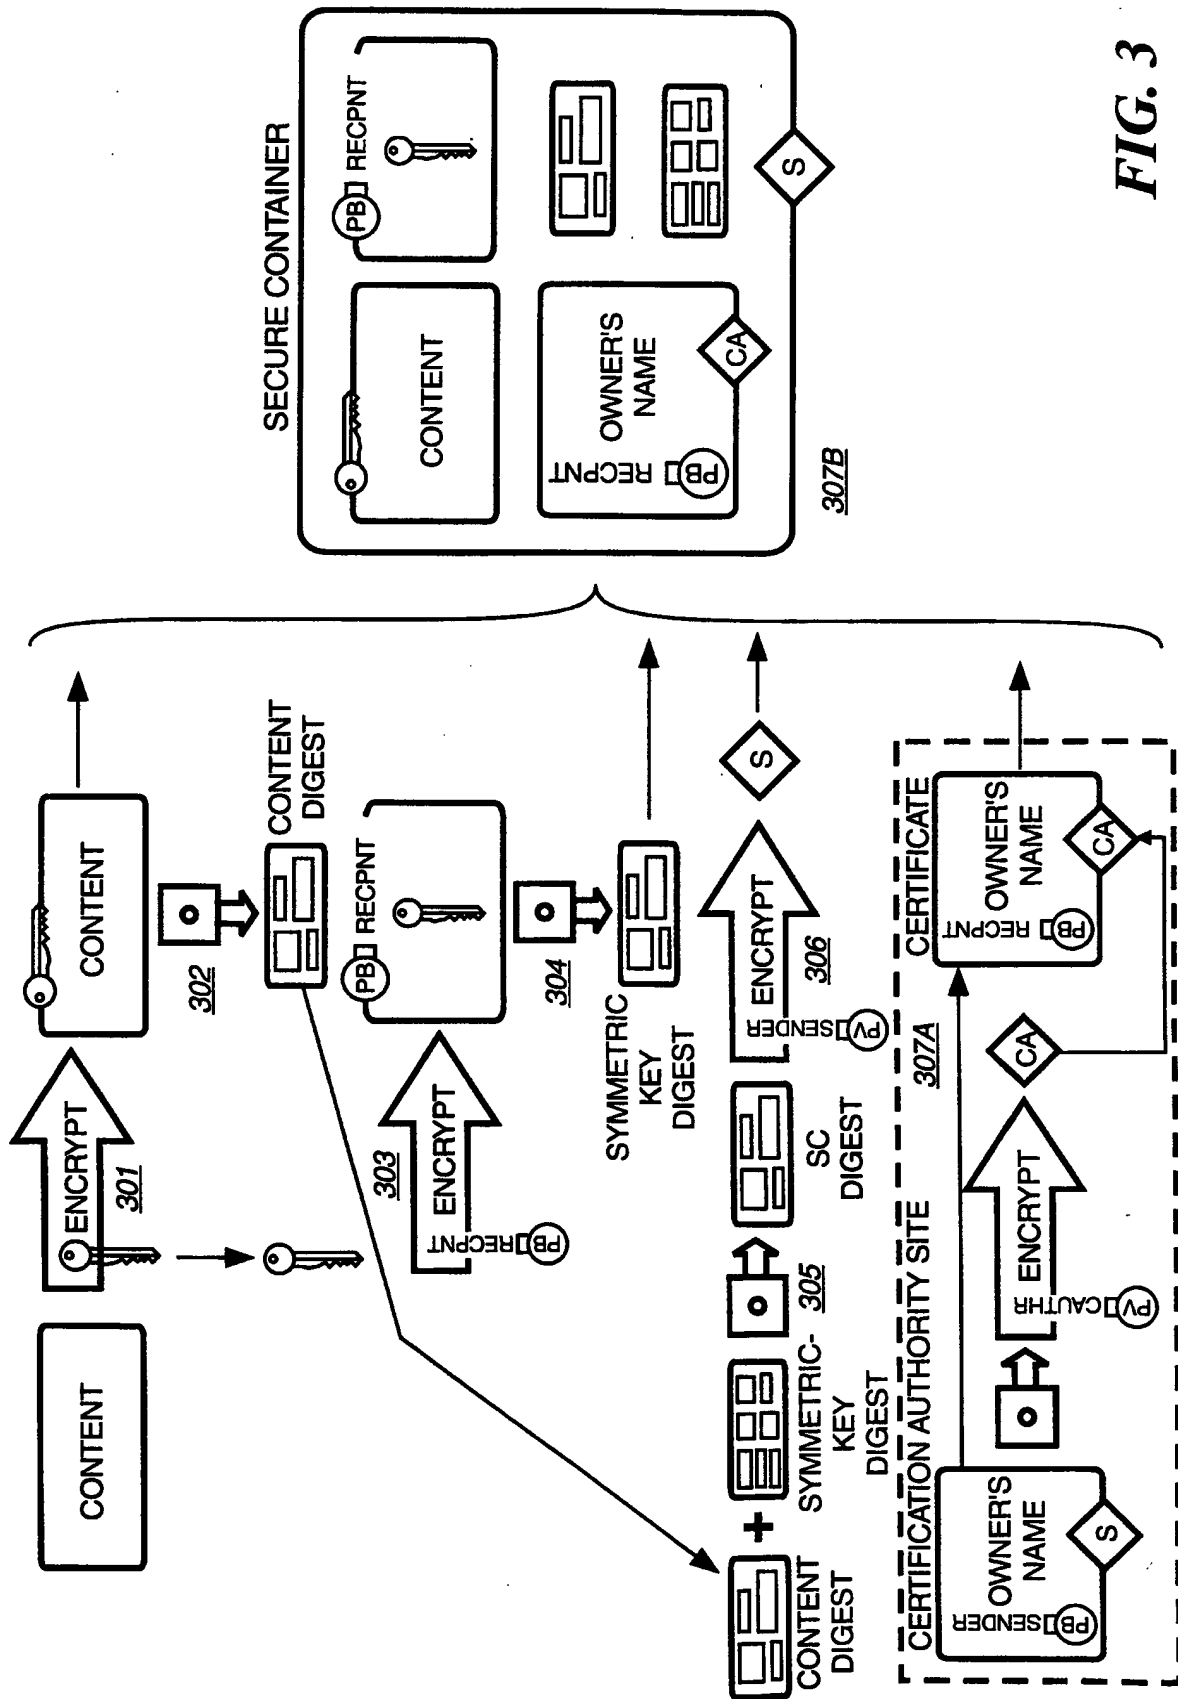 CONTENT
ENCRYPT
301
CONTENT
302
CONTENT
DIGEST
303
ENCRYPT
PB RECPNT
PB RECPNT
304
SYMMETRIC
KEY
DIGEST
CONTENT
DIGEST
+
SYMMETRIC-
KEY
DIGEST
305
SC
DIGEST
ENCRYPT
306
PV SENDER
S
CERTIFICATION AUTHORITY SITE
307A
CERTIFICATE
OWNER'S
NAME
PB SENDER
S
ENCRYPT
PV CAUTHR
CA
OWNER'S
NAME
PB RECPNT
CA
SECURE CONTAINER
CONTENT
PB RECPNT
OWNER'S
NAME
PB RECPNT
CA
S
307B
FIG. 3